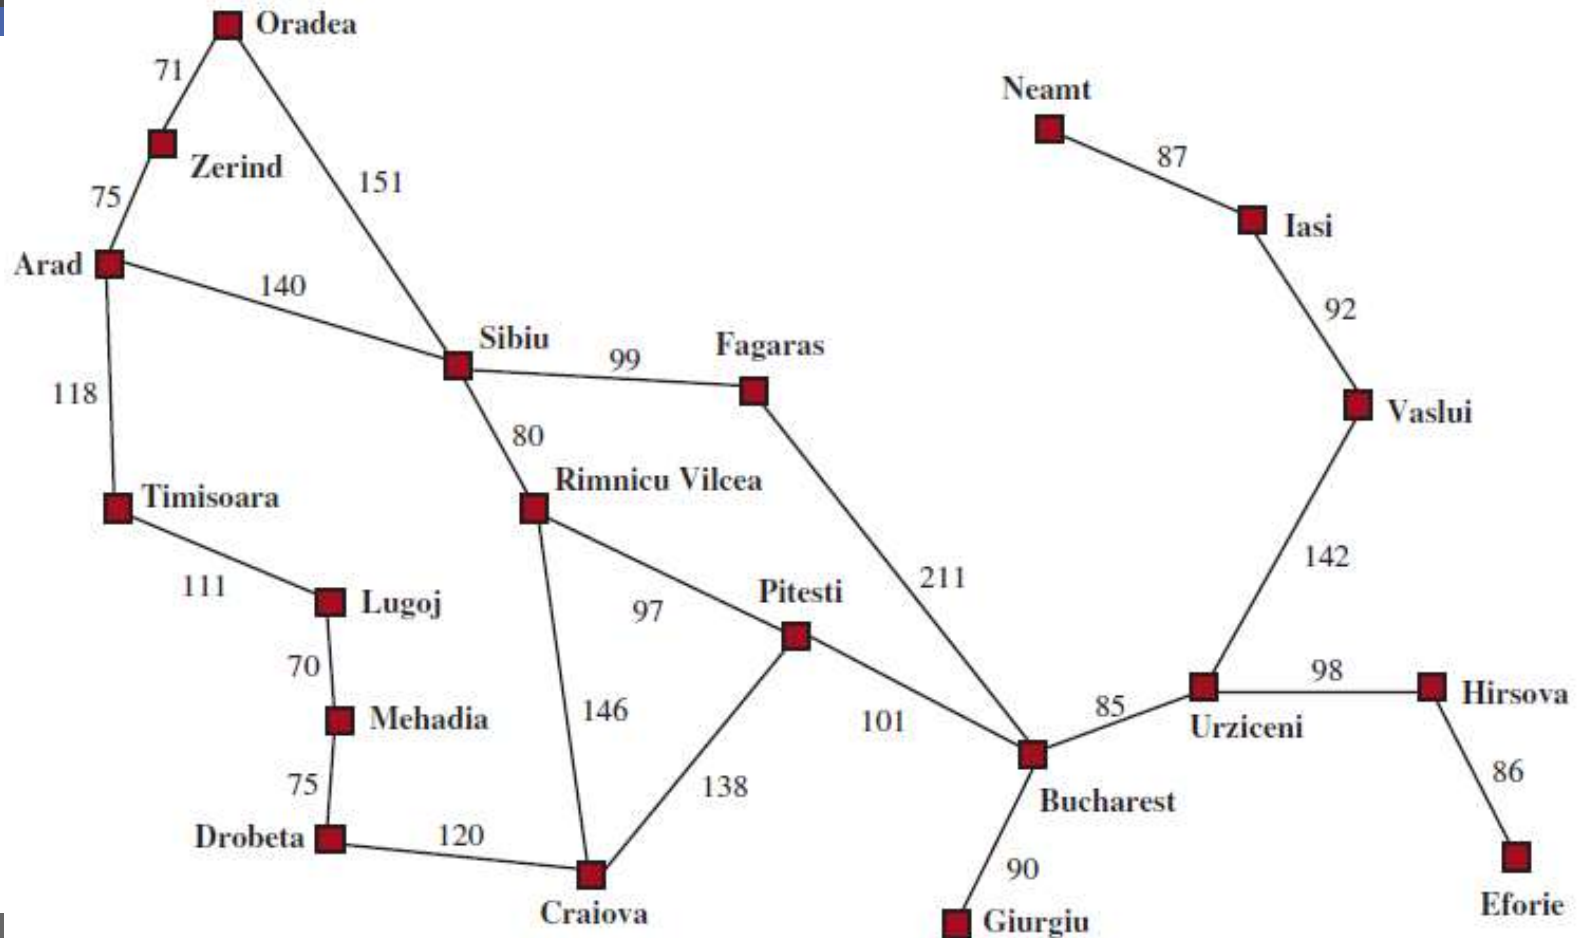 Oradea
71
Neamt
87
Zerind
151
75
Iasi
Arad
140
92
Sibiu
Fagaras
99
118
Vaslui
80
Rimnicu Vilcea
Timisoara
142
211
111
Pitesti
Lugoj
97
70
98
Hirsova
146
85
Mehadia
101
Urziceni
86
138
75
Bucharest
Drobeta
120
90
Eforie
Craiova
Giurgiu